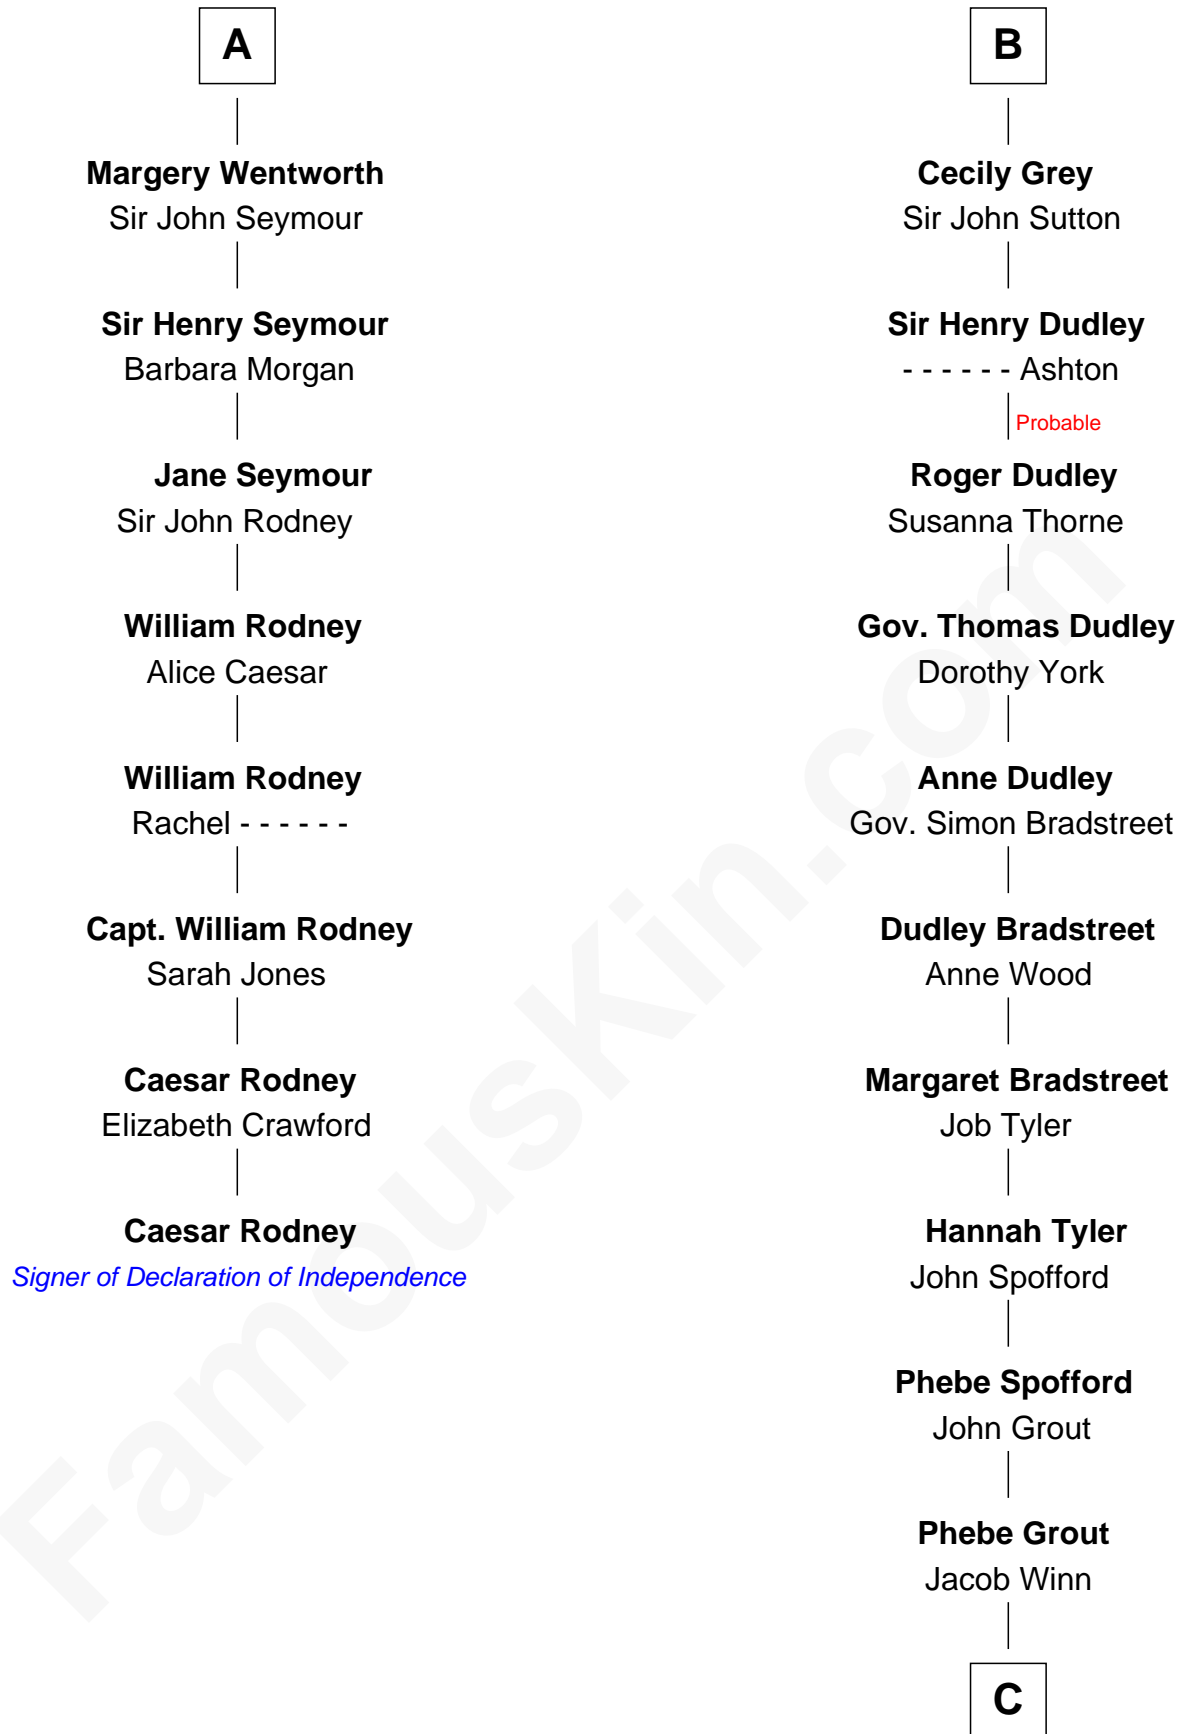 A
Margery Wentworth
Sir John Seymour
Sir Henry Seymour
Barbara Morgan
Jane Seymour
Sir John Rodney
William Rodney
Alice Caesar
William Rodney
Rachel - - - - - -
Capt. William Rodney
Sarah Jones
Caesar Rodney
Elizabeth Crawford
Caesar Rodney
Signer of Declaration of Independence
B
Cecily Grey
Sir John Sutton
Sir Henry Dudley
- - - - - - Ashton
Probable
Roger Dudley
Susanna Thorne
Gov. Thomas Dudley
Dorothy York
Anne Dudley
Gov. Simon Bradstreet
Dudley Bradstreet
Anne Wood
Margaret Bradstreet
Job Tyler
Hannah Tyler
John Spofford
Phebe Spofford
John Grout
Phebe Grout
Jacob Winn
C
FamousKin.com